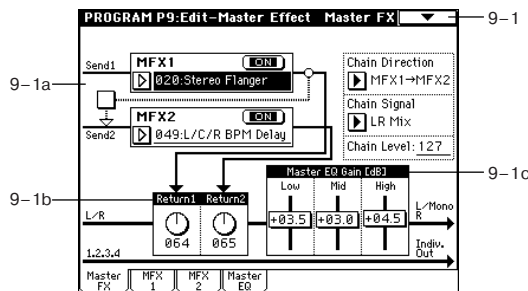 PROGRAM P9:Edit-Master Effect Master FX
9-1
Send1
MFX1
ON
020:Stereo Flanger
Chain Direction
MFX1→MFX2
9-1a
Chain Signal
LR Mix
MFX2
ON
Send2
049:L/C/R BPM Delay
Chain Level: 127
Master EQ Gain [dB]
9-1c
Low Mid High
9-1b
Return1 Return2
L/R
+03.5 +03.0 +04.5
L/Mono
R
064 065
1.2.3.4
Indiv.
Out
Master FX
MFX 1
MFX 2
Master EQ